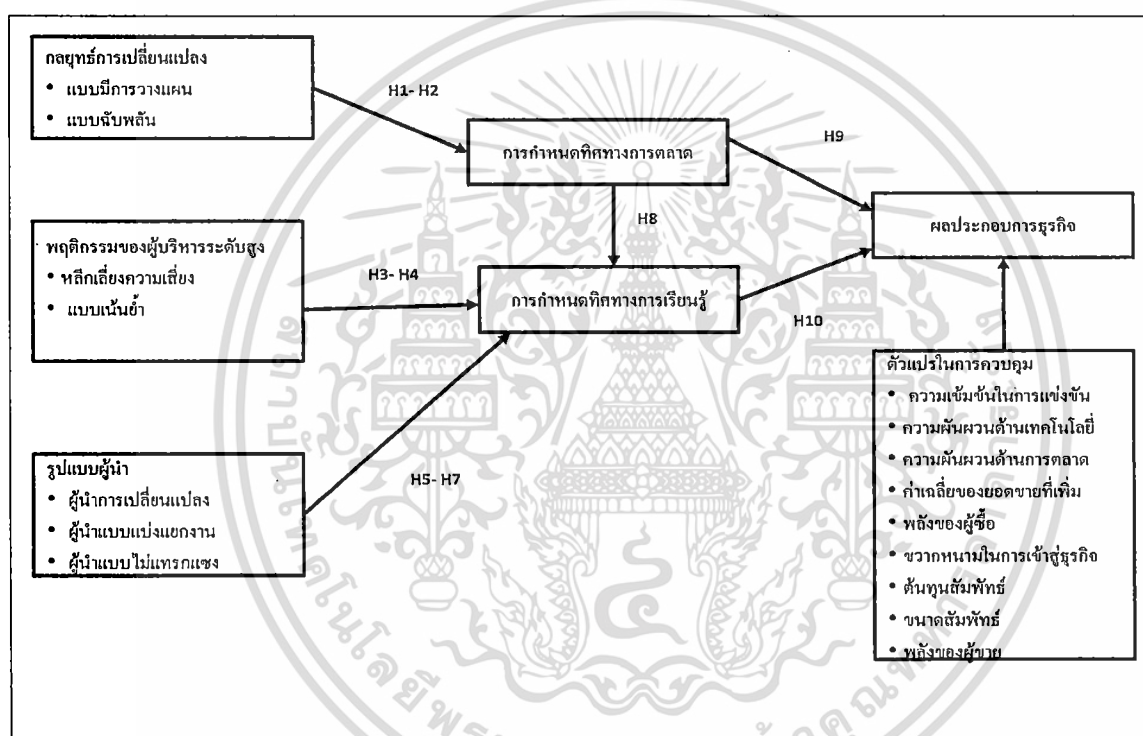 กลยุทธ์การเปลี่ยนแปลง
• แบบมีการวางแผน
• แบบฉับพลัน
H1- H2
การกำหนดทิศทางการตลาด
H9
พฤติกรรมของผู้บริหารระดับสูง
• หลีกเลี่ยงความเสี่ยง
• แบบเน้นย้ำ
H3- H4
H8
การกำหนดทิศทางการเรียนรู้
ผลประกอบการธุรกิจ
H10
รูปแบบผู้นำ
• ผู้นำการเปลี่ยนแปลง
• ผู้นำแบบแบ่งแยกงาน
• ผู้นำแบบไม่แทรกแซง
H5- H7
ตัวแปรในการควบคุม
• ความเข้มข้นในการแข่งขัน
• ความผันผวนด้านเทคโนโลยี่
• ความผันผวนด้านการตลาด
• ค่าเฉลี่ยของยอดขายที่เพิ่ม
• พลังของผู้ซื้อ
• ขวากหนามในการเข้าสู่ธุรกิจ
• ต้นทุนสัมพัทธ์
• ขนาดสัมพัทธ์
• พลังของผู้ขาย